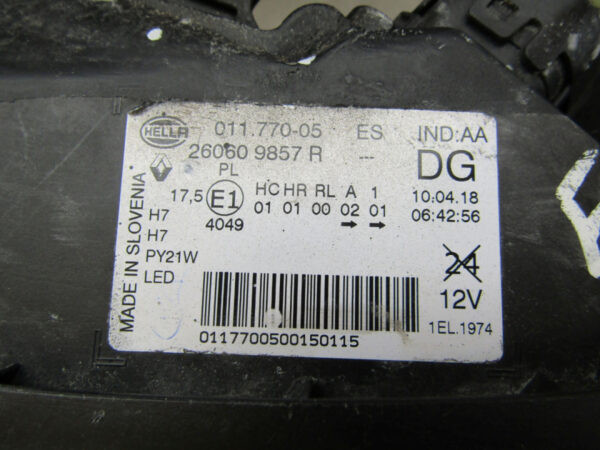 HELLA 011.770-05 ES IND:AA
26060 9857 R --- DG
PL
17,5 E1 HC HR RL A 1 10.04.18
01 01 00 02 01 06:42:56
4049
H7
H7
PY21W
LED
MADE IN SLOVENIA
24
12V
1EL.1974
0117700500150115